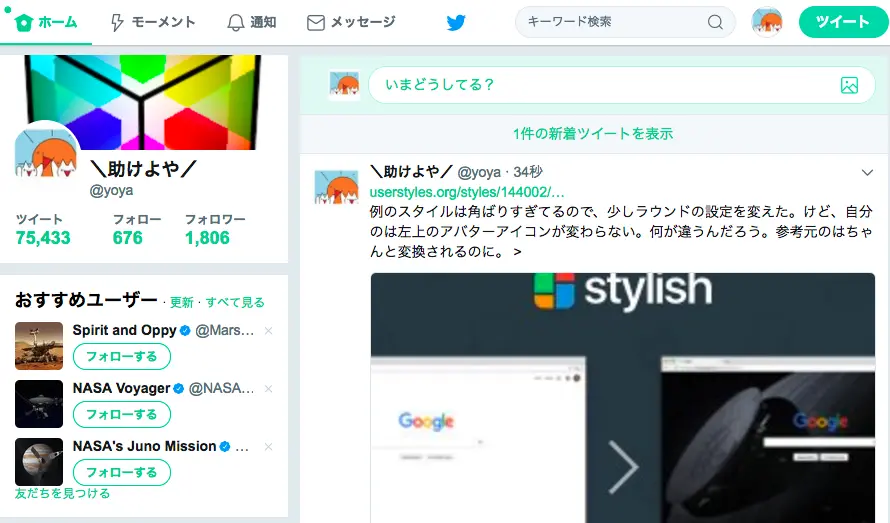 ホーム
モーメント
通知
メッセージ
キーワード検索
ツイート
いまどうしてる？
1件の新着ツイートを表示
＼助けよや／
@yoya
ツイート フォロー フォロワー
75,433 676 1,806
おすすめユーザー · 更新 · すべて見る
Spirit and Oppy @Mars...
フォローする
NASA Voyager @NASA...
フォローする
NASA's Juno Mission ...
フォローする
友だちを見つける
＼助けよや／ @yoya · 34秒
userstyles.org/styles/144002/…
例のスタイルは角ばりすぎてるので、少しラウンドの設定を変えた。けど、自分
のは左上のアバターアイコンが変わらない。何が違うんだろう。参考元のはちゃ
んと変換されるのに。 >
stylish
Google
Google